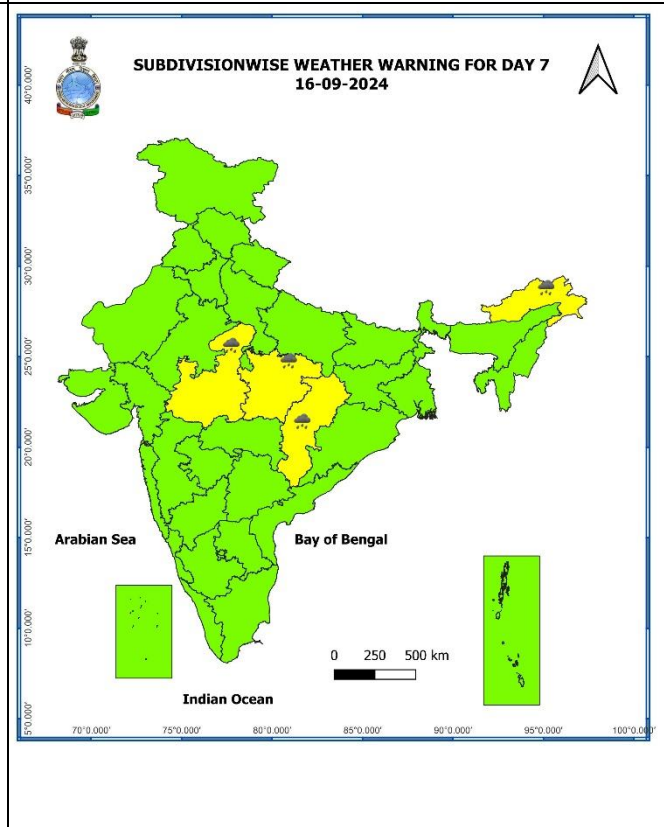 SUBDIVISIONWISE WEATHER WARNING FOR DAY 7
16-09-2024
40°0.000'
35°0.000'
30°0.000'
25°0.000'
20°0.000'
15°0.000'
10°0.000'
5°0.000'
Arabian Sea
Bay of Bengal
0 250 500 km
Indian Ocean
70°0.000' 75°0.000' 80°0.000' 85°0.000' 90°0.000' 95°0.000' 100°0.000'